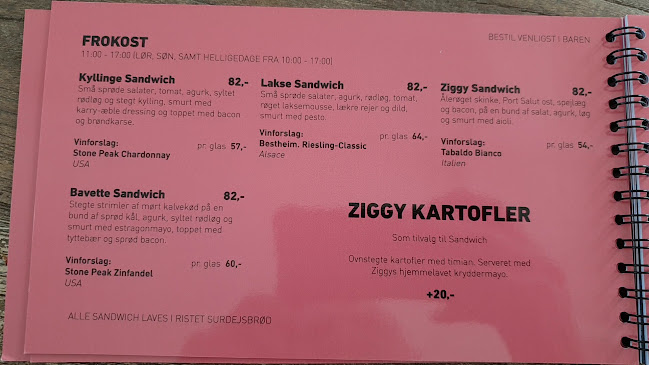 FROKOST
11:00 - 17:00 (LØR, SØN, SAMT HELLIGEDAGE FRA 10:00 - 17:00)
BESTIL VENLIGST I BAREN
Kyllinge Sandwich 82,-
Små sprøde salater, tomat, agurk, syltet
rødløg og stegt kylling, smurt med
karry-æble dressing og toppet med bacon
og brøndkarse.
Vinforslag: pr. glas 57,-
Stone Peak Chardonnay
USA
Lakse Sandwich 82,-
Små sprøde salater, agurk, rødløg, tomat,
røget laksemousse, lækre rejer og dild,
smurt med pesto.
Vinforslag: pr. glas 64,-
Bestheim. Riesling-Classic
Alsace
Ziggy Sandwich 82,-
Ålerøget skinke, Port Salut ost, spejlæg
og bacon, på en bund af salat, agurk, løg
og smurt med aioli.
Vinforslag: pr. glas 54,-
Tabaldo Bianco
Italien
Bavette Sandwich 82,-
Stegte strimler af mørt kalvekød på en
bund af sprød kål, agurk, syltet rødløg og
smurt med estragonmayo, toppet med
tyttebær og sprød bacon.
Vinforslag: pr. glas 60,-
Stone Peak Zinfandel
USA
ZIGGY KARTOFLER
Som tilvalg til Sandwich
Ovnstegte kartofler med timian. Serveret med
Ziggys hjemmelavet kryddermayo.
+20,-
ALLE SANDWICH LAVES I RISTET SURDEJSBRØD